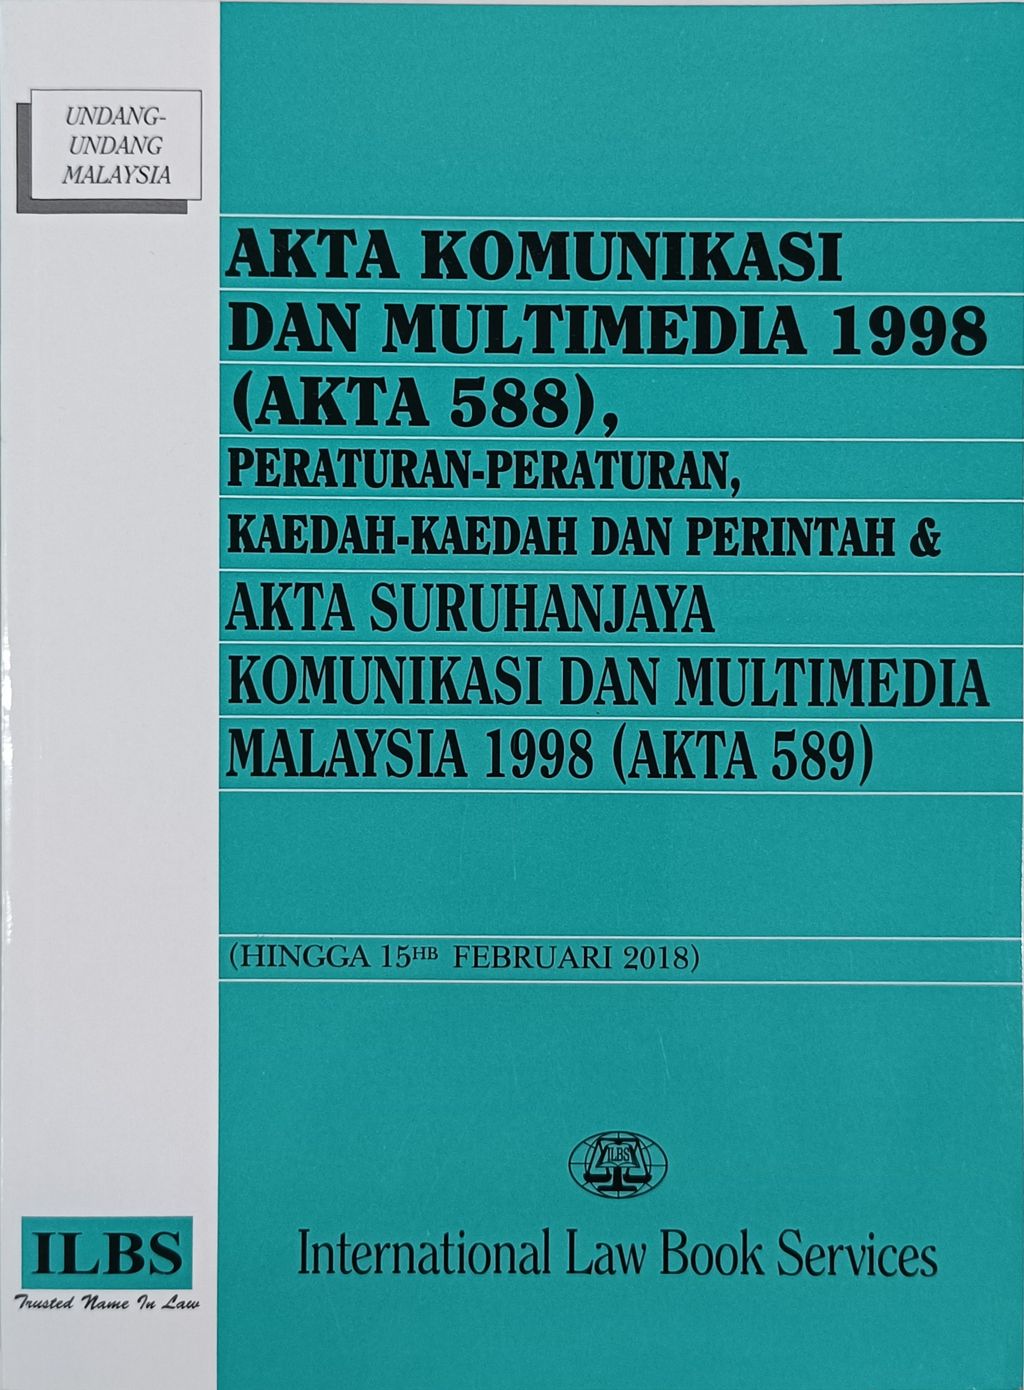 UNDANG-
UNDANG
MALAYSIA
AKTA KOMUNIKASI
DAN MULTIMEDIA 1998
(AKTA 588),
PERATURAN-PERATURAN,
KAEDAH-KAEDAH DAN PERINTAH &
AKTA SURUHANJAYA
KOMUNIKASI DAN MULTIMEDIA
MALAYSIA 1998 (AKTA 589)
(HINGGA 15HB FEBRUARI 2018)
ILBS
International Law Book Services
ILBS
Trusted Name In Law